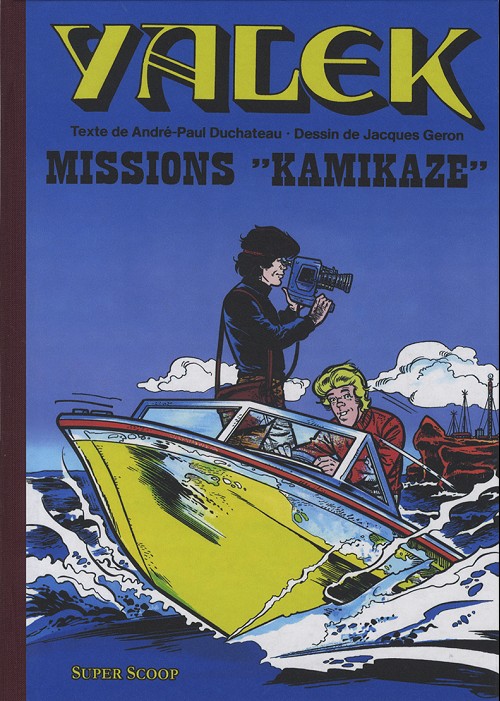 YALEK
Texte de André-Paul Duchateau · Dessin de Jacques Geron
MISSIONS "KAMIKAZE"
SUPER SCOOP